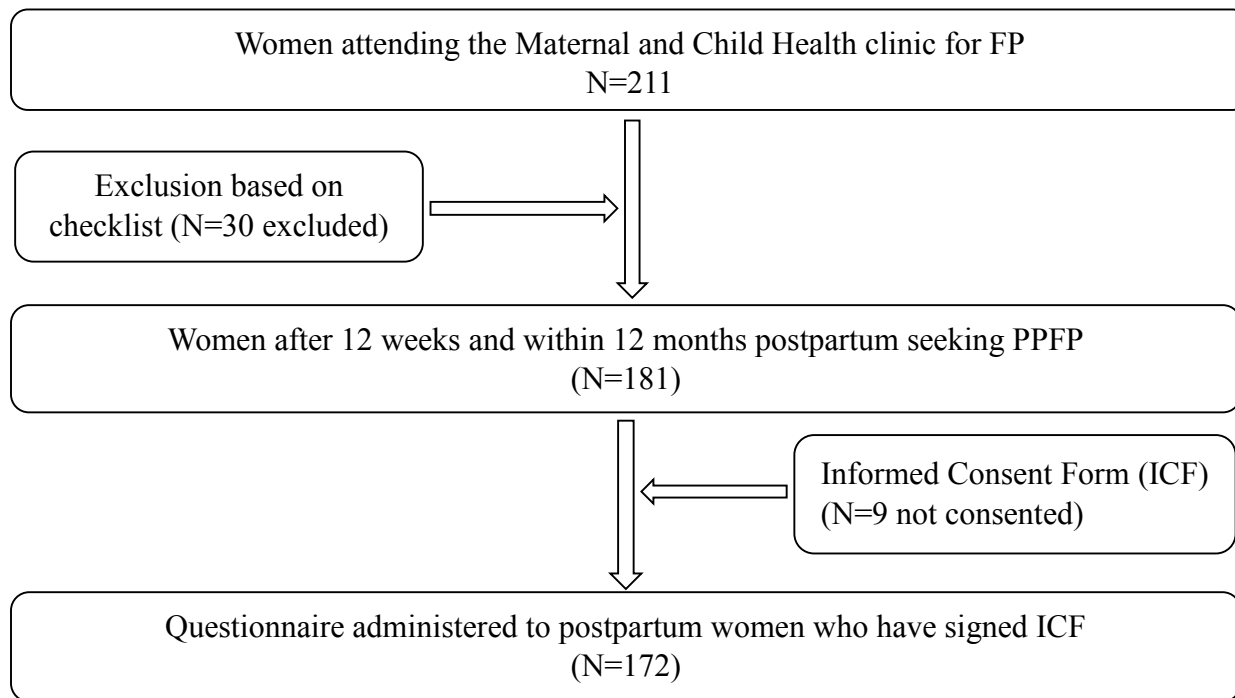 Women attending the Maternal and Child Health clinic for FP
N=211
Exclusion based on
checklist (N=30 excluded)
Women after 12 weeks and within 12 months postpartum seeking PPFP
(N=181)
Informed Consent Form (ICF)
(N=9 not consented)
Questionnaire administered to postpartum women who have signed ICF
(N=172)